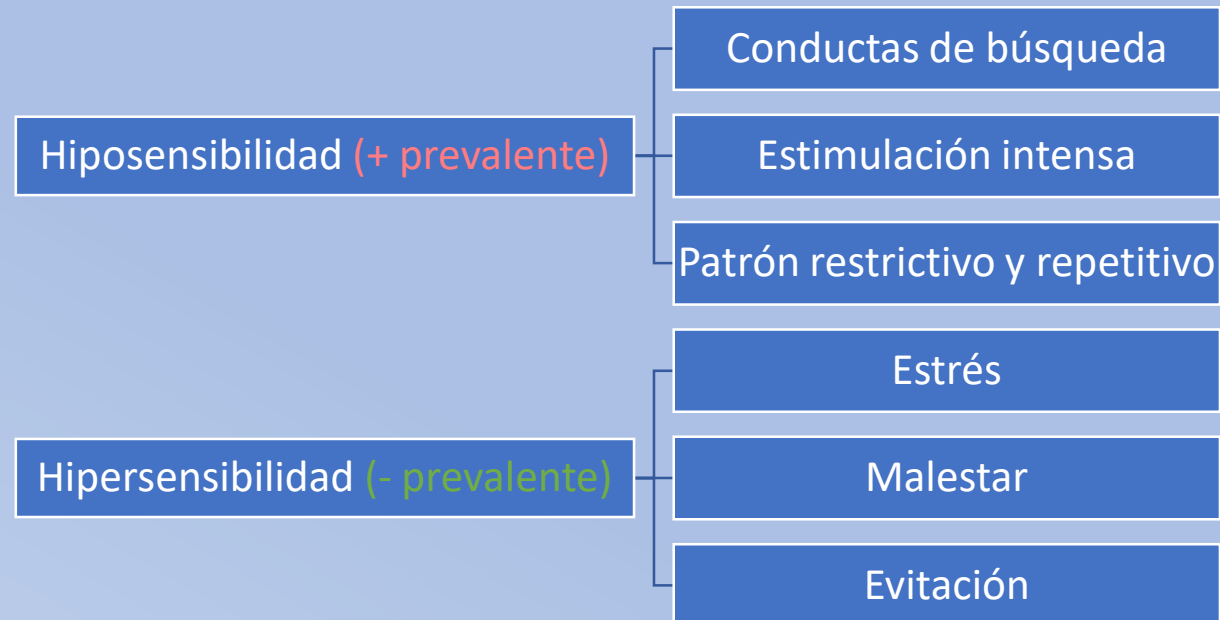 Hiposensibilidad (+ prevalente)
Conductas de búsqueda
Estimulación intensa
Patrón restrictivo y repetitivo
Hipersensibilidad (- prevalente)
Estrés
Malestar
Evitación